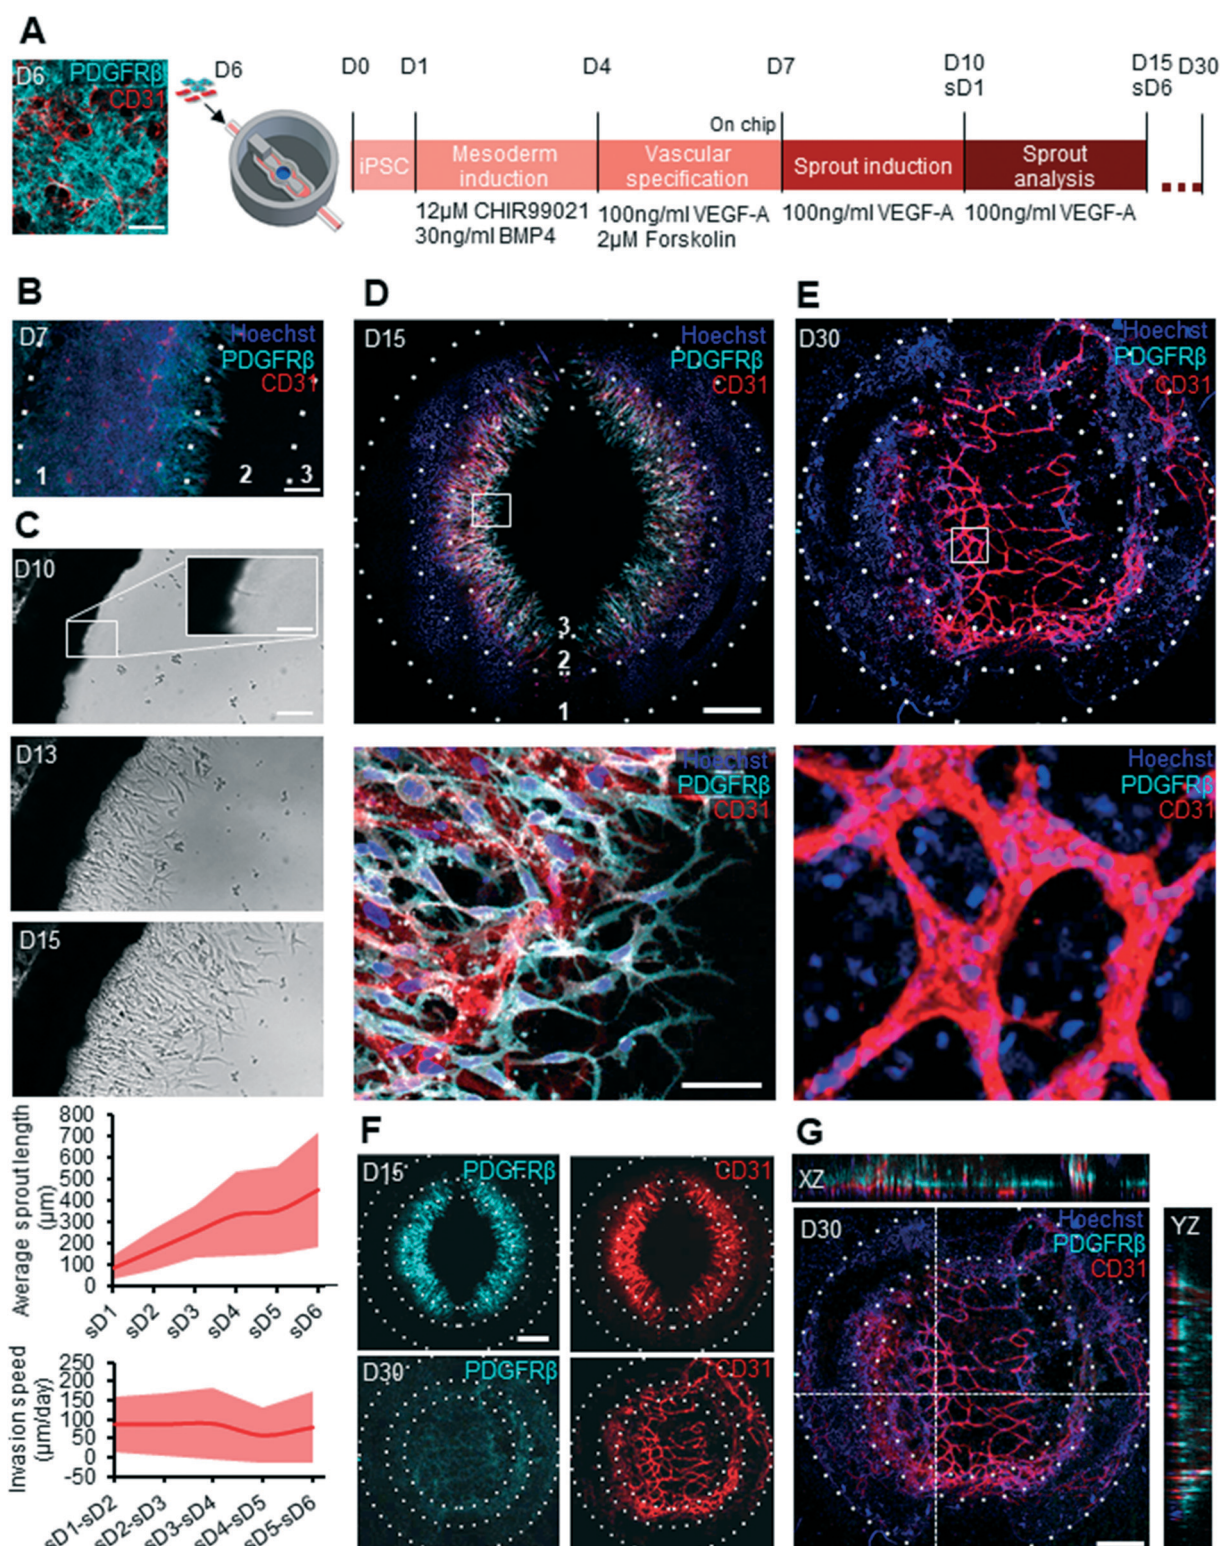 A
D6 PDGFRβ
CD31
D6
D0 D1 D4 D7 D10 D15 D30
sD1 sD6
On chip
iPSC
Mesoderm
induction
Vascular
specification
Sprout induction
Sprout
analysis
12µM CHIR99021
30ng/ml BMP4
100ng/ml VEGF-A
2µM Forskolin
100ng/ml VEGF-A
100ng/ml VEGF-A
B
D7 Hoechst
PDGFRβ
CD31
1 2 3
C
D10
D13
D15
Average sprout length
(µm)
800
700
600
500
400
300
200
100
0
sD1 sD2 sD3 sD4 sD5 sD6
Invasion speed
(µm/day)
250
200
150
100
50
0
-50
sD1-sD2 sD2-sD3 sD3-sD4 sD4-sD5 sD5-sD6
D
D15 Hoechst
PDGFRβ
CD31
3
2
1
Hoechst
PDGFRβ
CD31
E
D30 Hoechst
PDGFRβ
CD31
Hoechst
PDGFRβ
CD31
F
D15 PDGFRβ
CD31
D30 PDGFRβ
CD31
G
XZ
D30 Hoechst
PDGFRβ
CD31
YZ